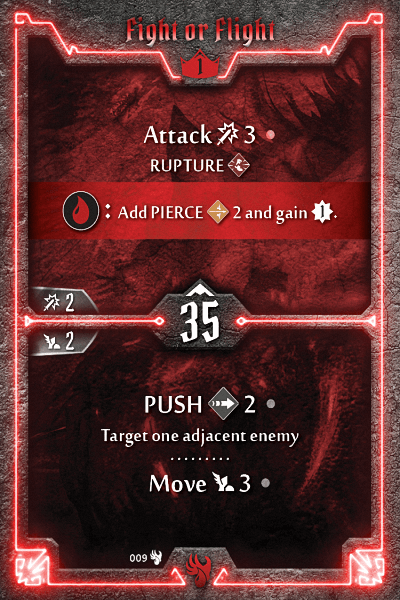 Fight or Flight
1
Attack 3
RUPTURE
: Add PIERCE 2 and gain 1.
2
35
2
PUSH 2
Target one adjacent enemy
Move 3
009